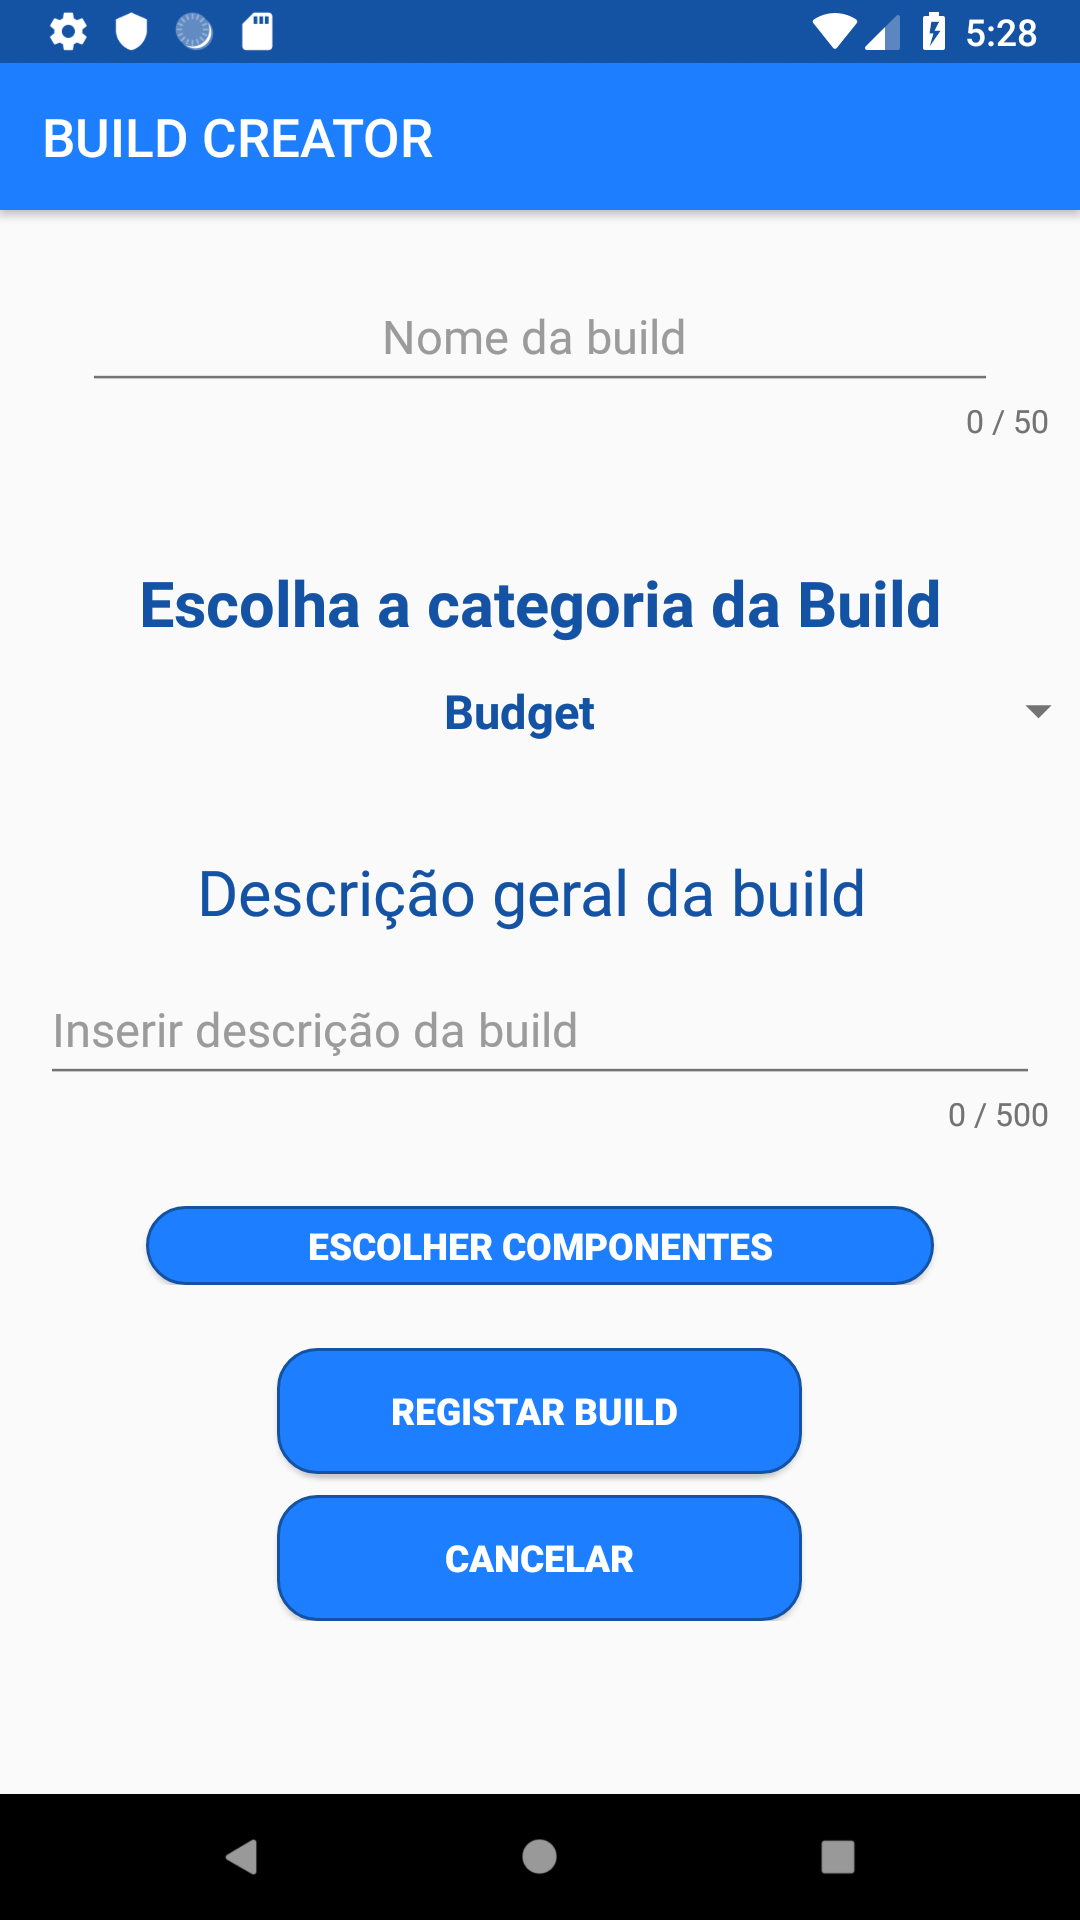 5:28
BUILD CREATOR
Nome da build
0 / 50
Escolha a categoria da Build
Budget
Descrição geral da build
Inserir descrição da build
0 / 500
ESCOLHER COMPONENTES
REGISTAR BUILD
CANCELAR